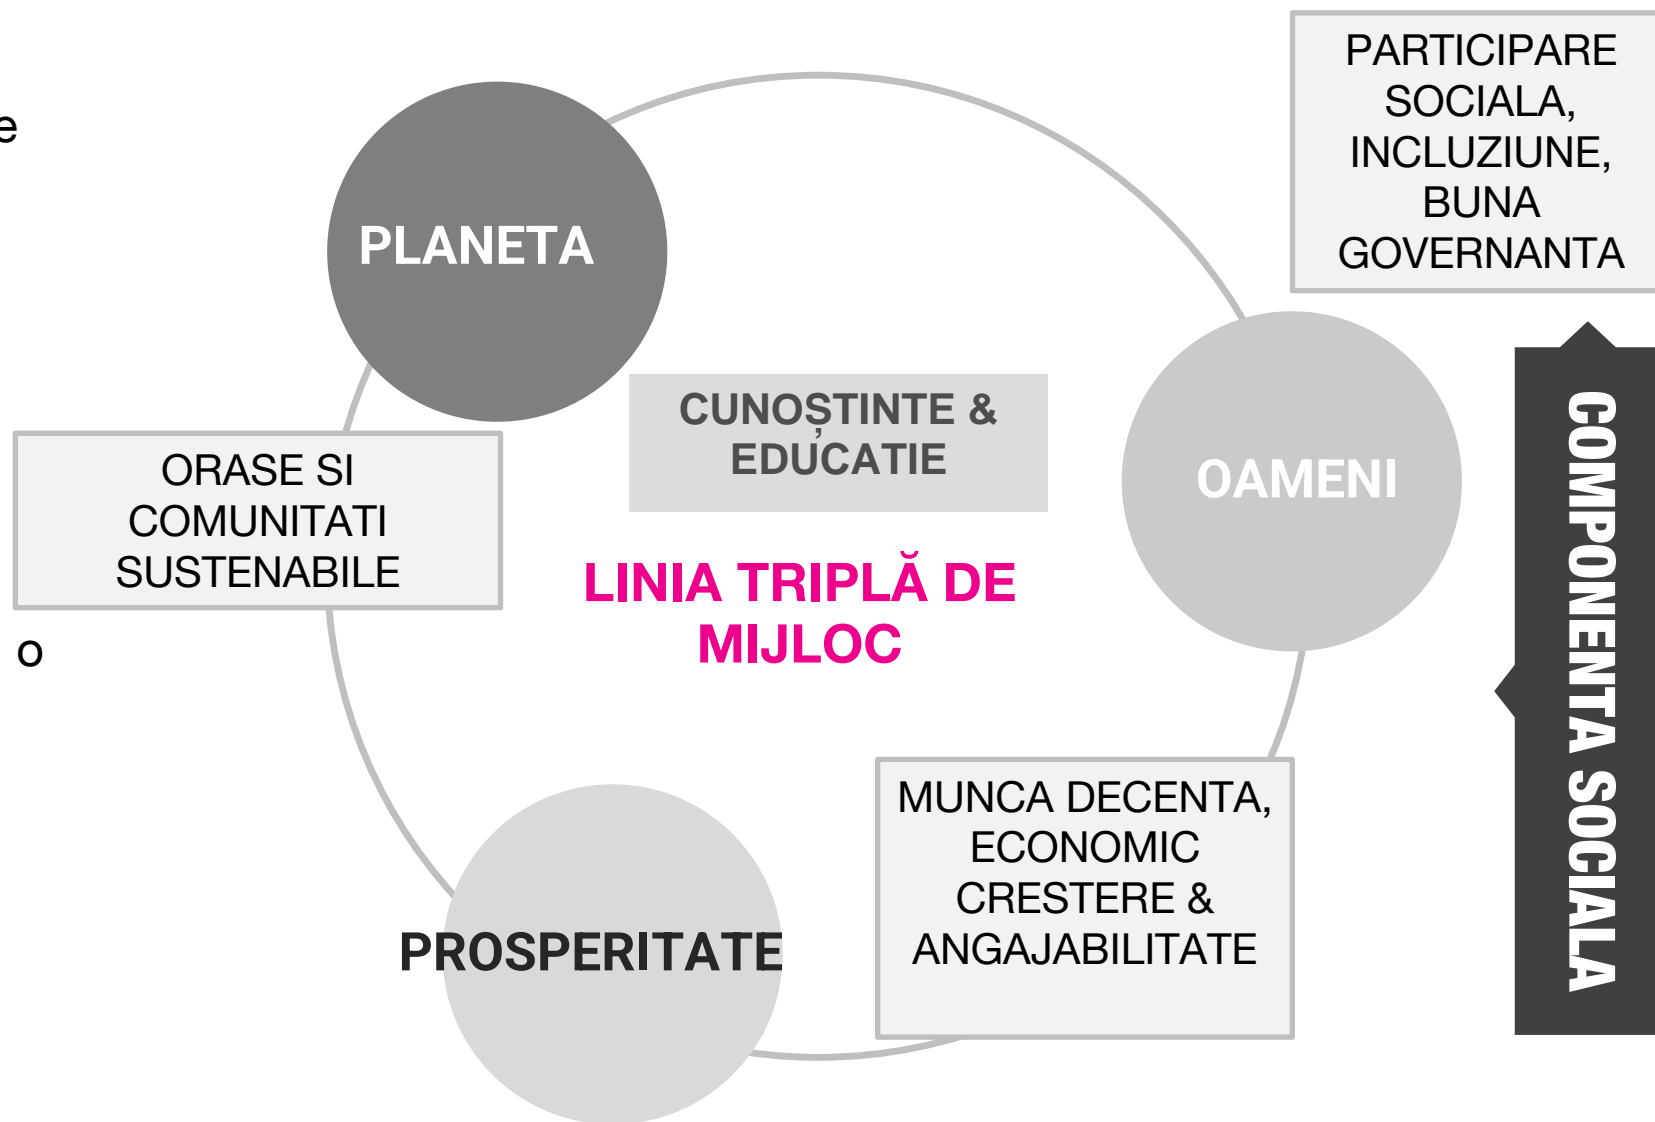 PARTICIPARE
SOCIALA,
INCLUZIUNE,
BUNA
GOVERNANTA
e
PLANETA
CUNOȘTINTE &
EDUCATIE
OAMENI
ORASE SI
COMUNITATI
SUSTENABILE
LINIA TRIPLĂ DE
MIJLOC
o
COMPONENTA SOCIALA
MUNCA DECENTA,
ECONOMIC
CRESTERE &
ANGAJABILITATE
PROSPERITATE